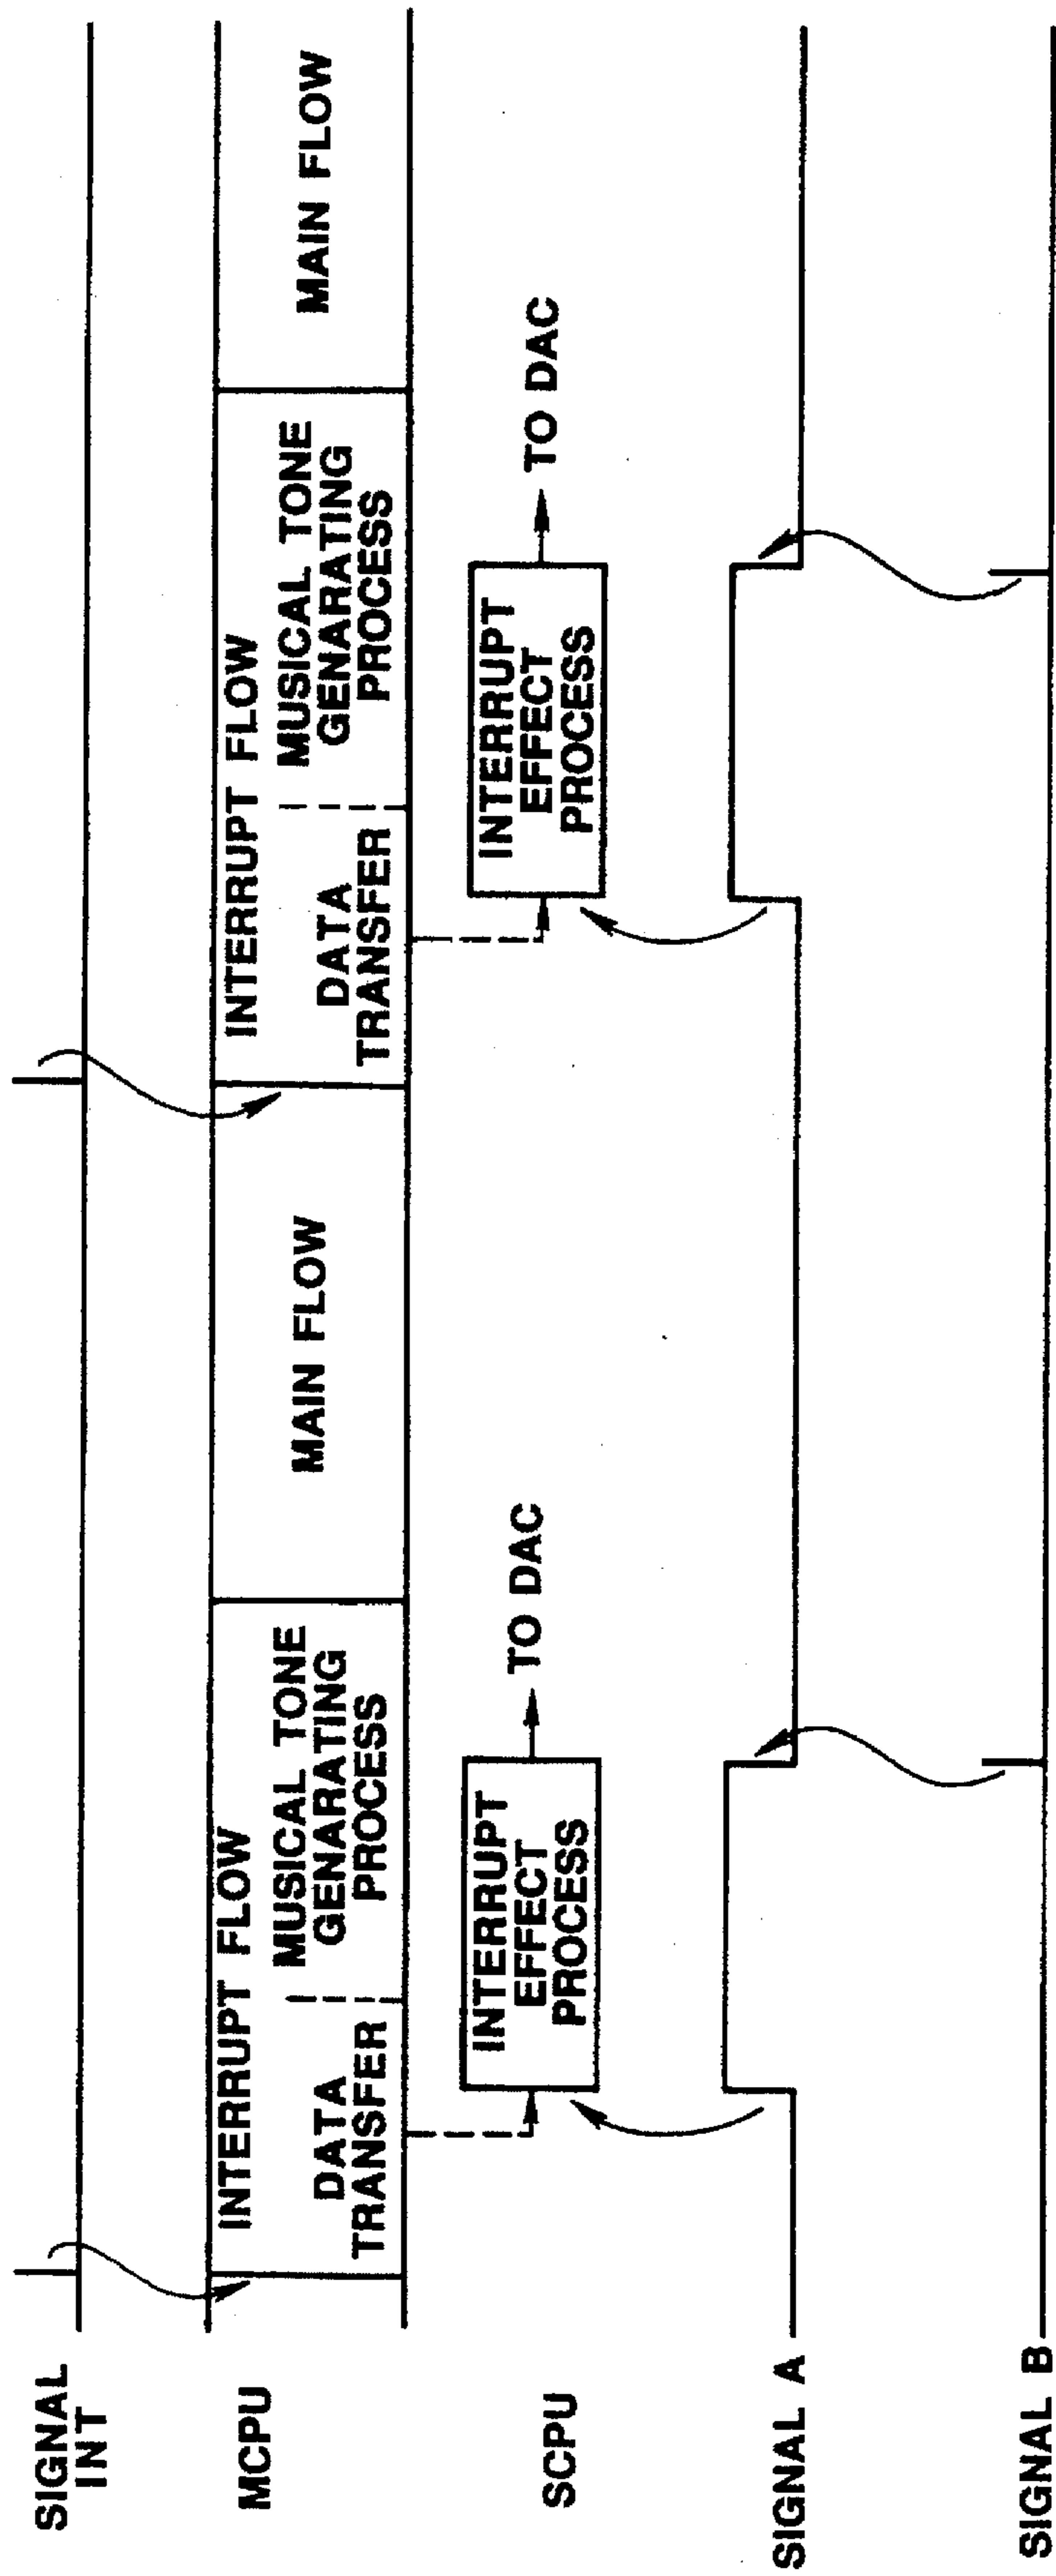 SIGNAL
INT
MCPU
INTERRUPT FLOW
DATA
TRANSFER
MUSICAL TONE
GENARATING
PROCESS
MAIN FLOW
INTERRUPT FLOW
DATA
TRANSFER
MUSICAL TONE
GENARATING
PROCESS
MAIN FLOW
SCPU
INTERRUPT
EFFECT
PROCESS
TO DAC
INTERRUPT
EFFECT
PROCESS
TO DAC
SIGNAL A
SIGNAL B